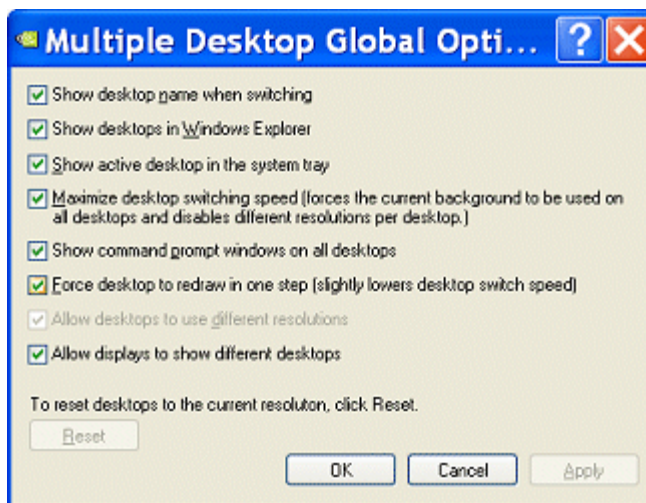 Multiple Desktop Global Opti...
Show desktop name when switching
Show desktops in Windows Explorer
Show active desktop in the system tray
Maximize desktop switching speed (forces the current background to be used on
all desktops and disables different resolutions per desktop.)
Show command prompt windows on all desktops
Force desktop to redraw in one step (slightly lowers desktop switch speed)
Allow desktops to use different resolutions
Allow displays to show different desktops
To reset desktops to the current resoluton, click Reset.
Reset
OK Cancel Apply